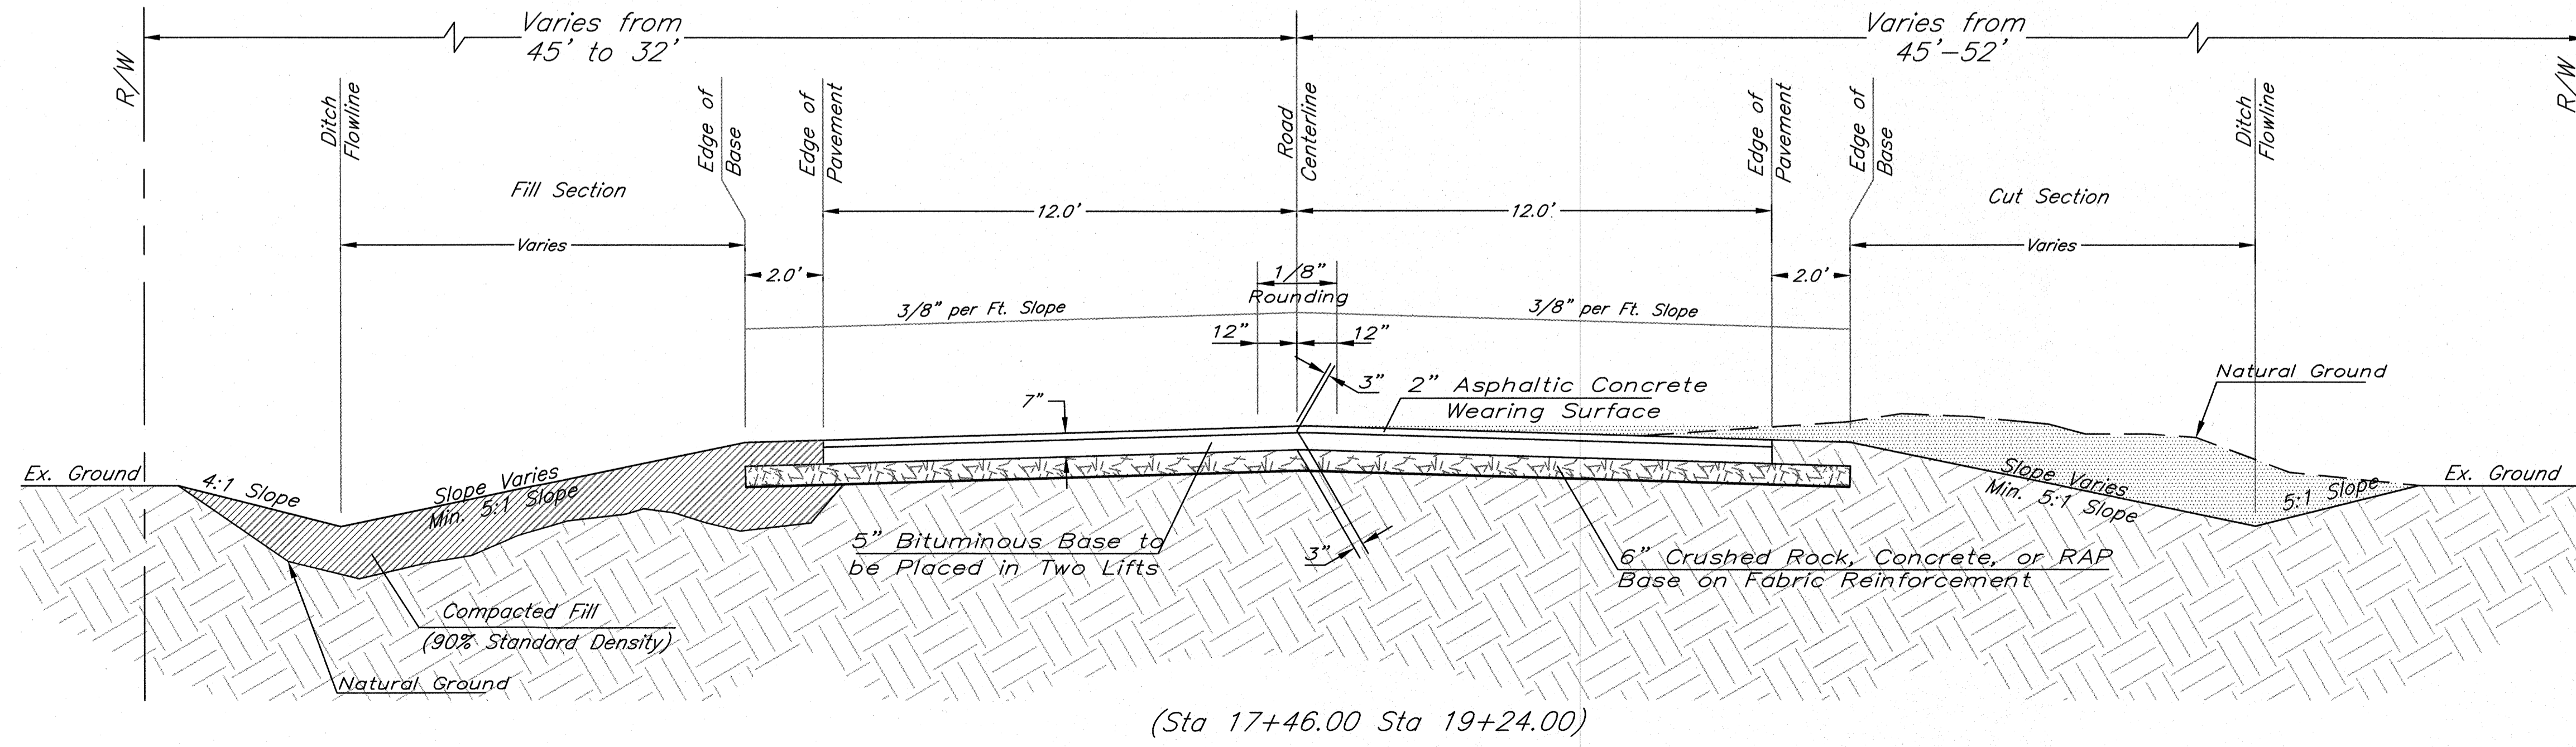 Varies from
45' to 32'
Varies from
45'-52'
R/W
R/W
Ditch
Flowline
Edge of
Base
Edge of
Pavement
Road
Centerline
Edge of
Pavement
Edge of
Base
Ditch
Flowline
Fill Section
Cut Section
12.0'
12.0'
Varies
Varies
2.0'
2.0'
1/8"
Rounding
3/8" per Ft. Slope
3/8" per Ft. Slope
12"
12"
3"
2" Asphaltic Concrete
Wearing Surface
7"
Natural Ground
Ex. Ground
4:1 Slope
Slope Varies
Min. 5:1 Slope
Slope Varies
Min. 5:1 Slope
5:1 Slope
Ex. Ground
5" Bituminous Base to
be Placed in Two Lifts
3"
6" Crushed Rock, Concrete, or RAP
Base on Fabric Reinforcement
Compacted Fill
(90% Standard Density)
Natural Ground
(Sta 17+46.00 Sta 19+24.00)